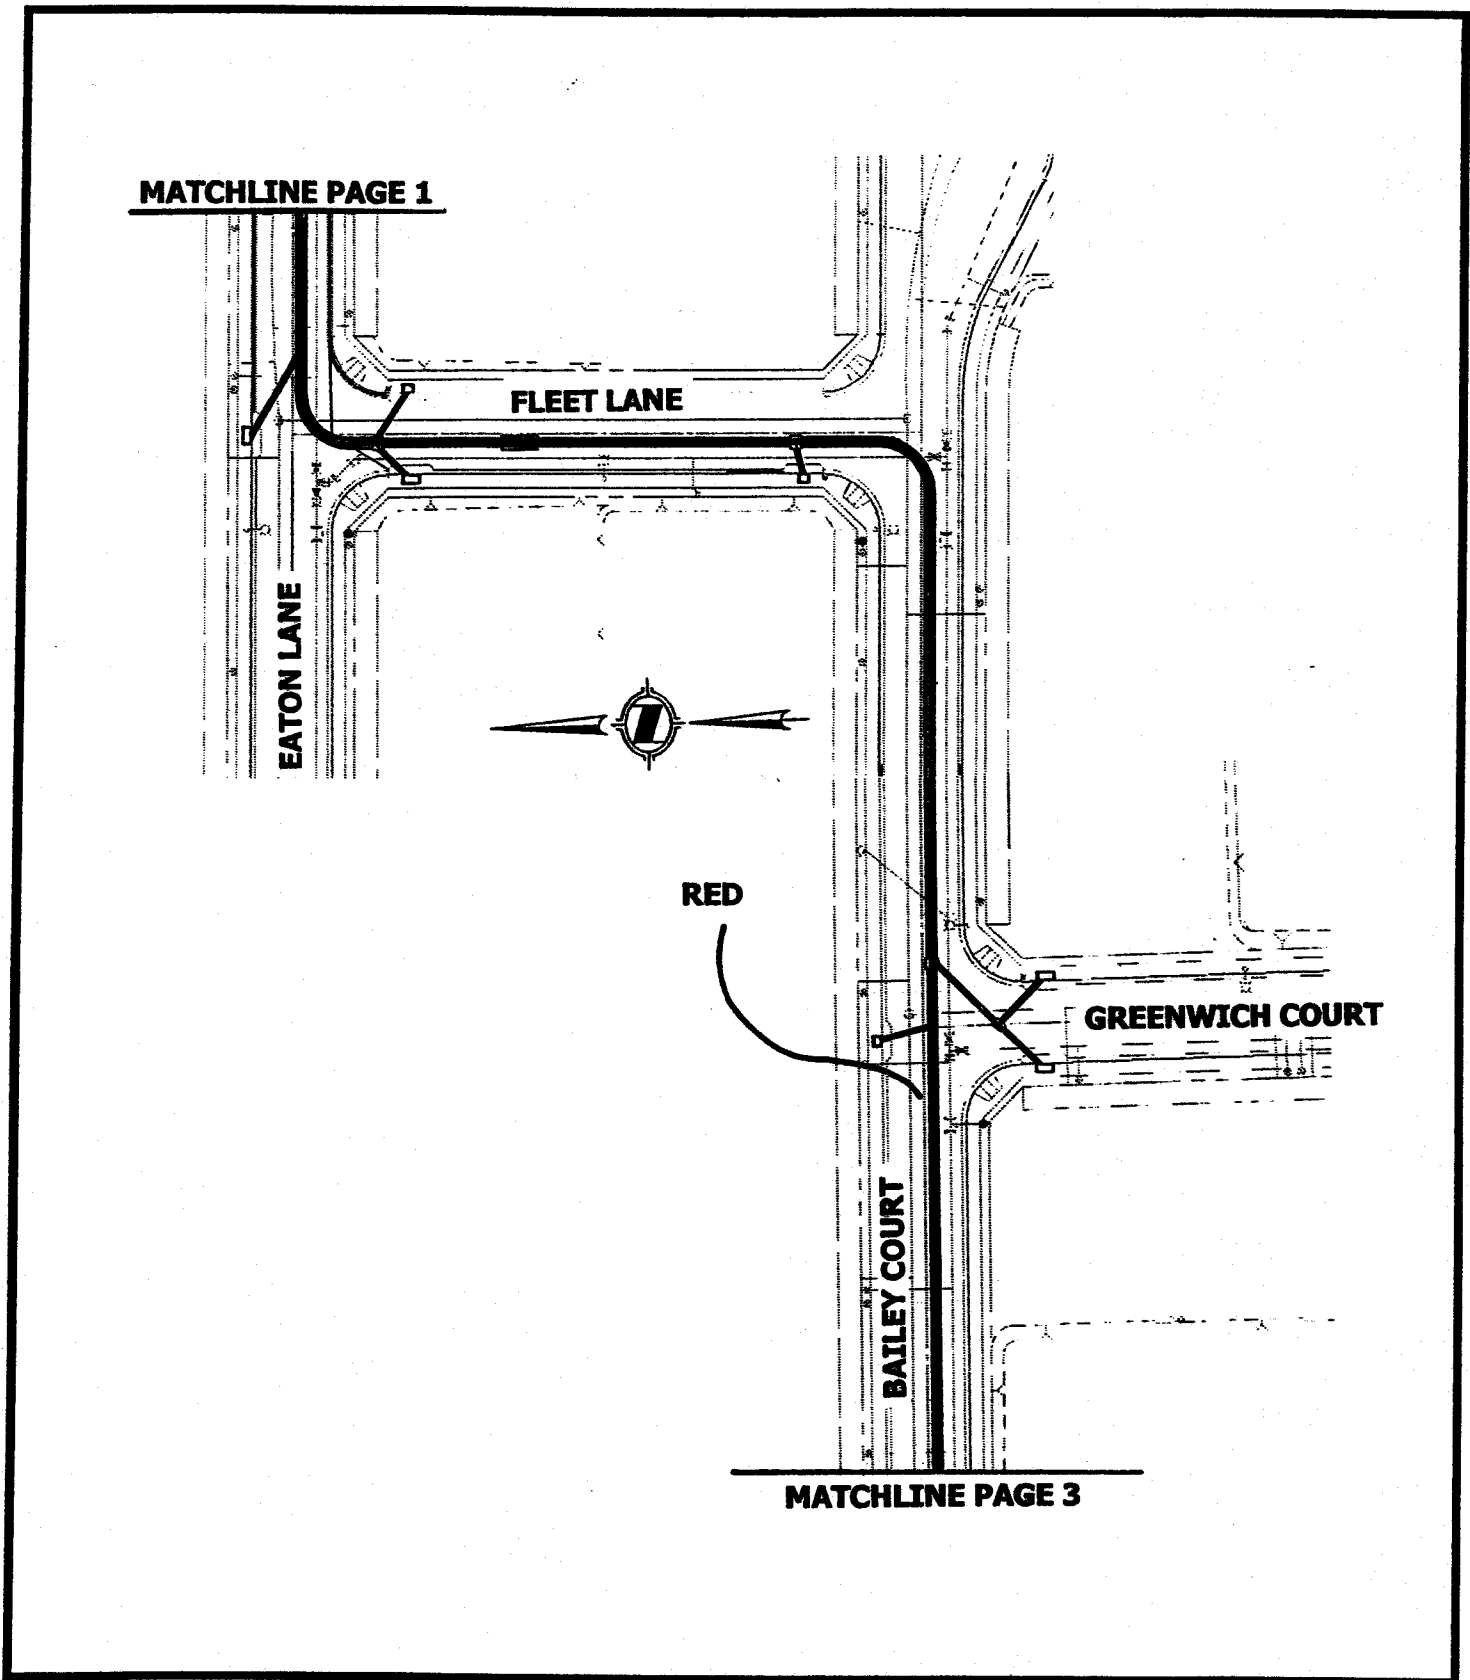 MATCHLINE PAGE 1
FLEET LANE
EATON LANE
RED
GREENWICH COURT
BAILEY COURT
MATCHLINE PAGE 3